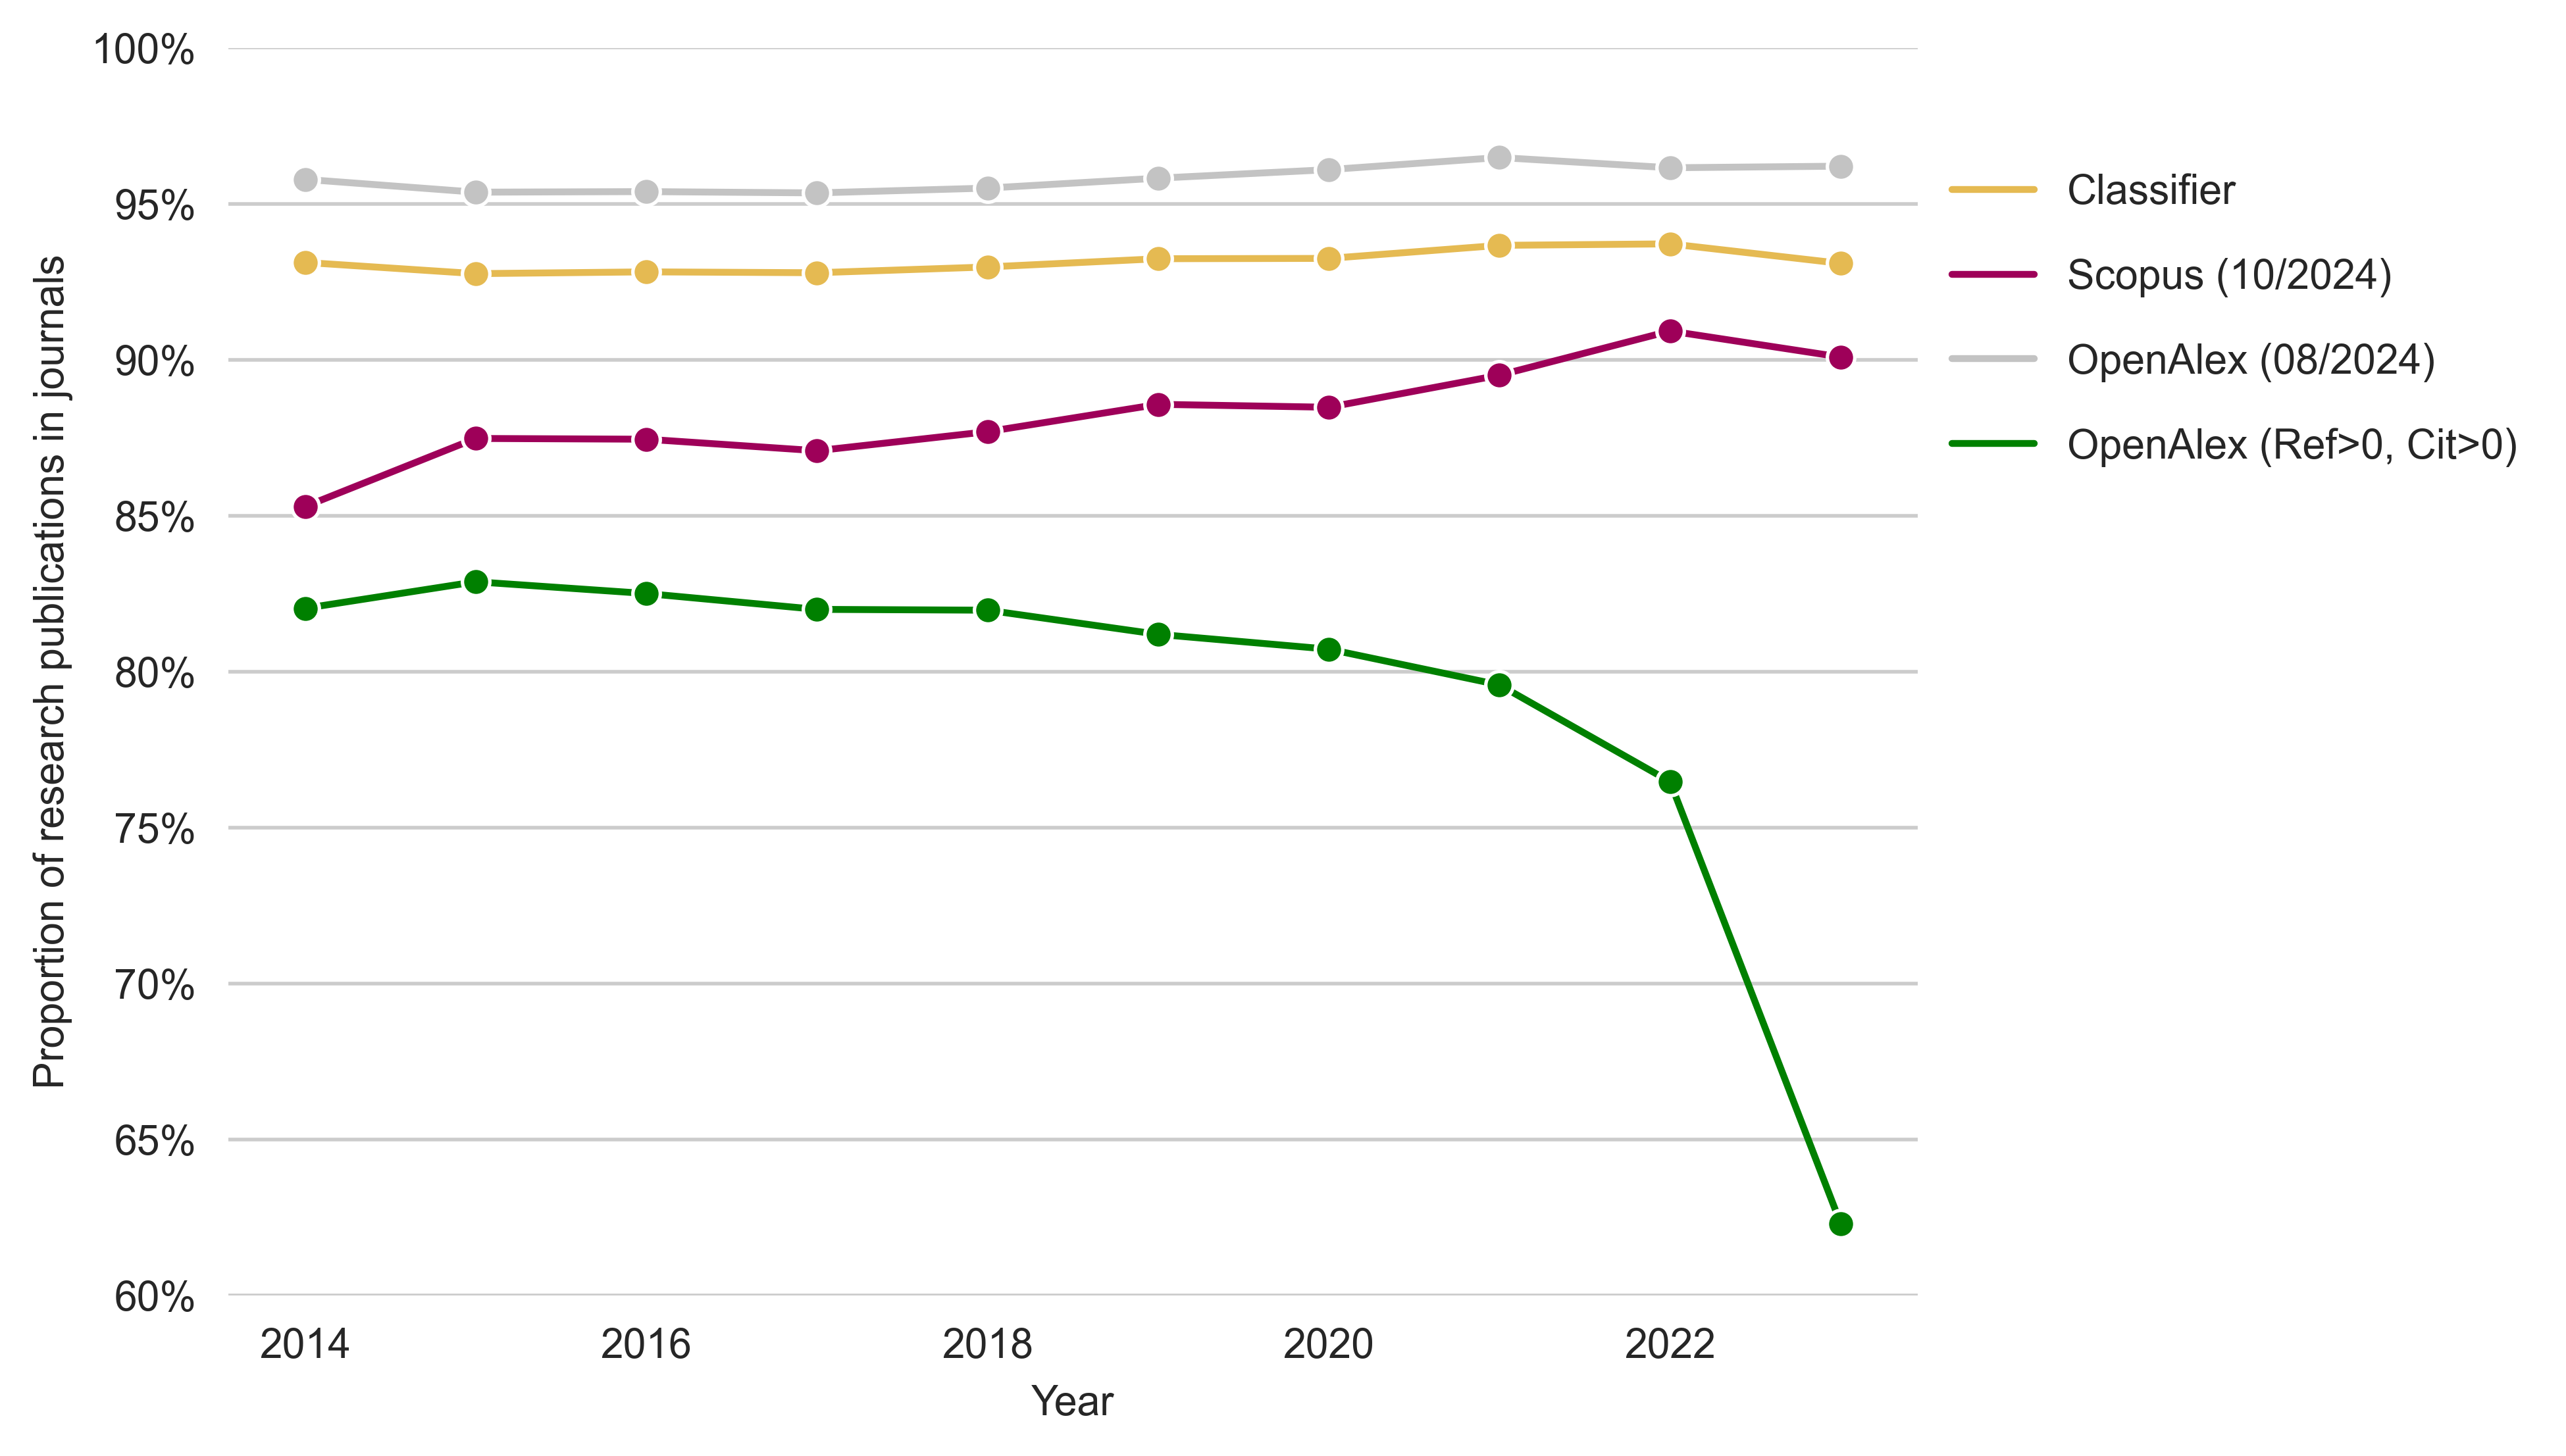 Proportion of research publications in journals
100%
95%
90%
85%
80%
75%
70%
65%
60%
2014
2016
2018
2020
2022
Year
Classifier
Scopus (10/2024)
OpenAlex (08/2024)
OpenAlex (Ref>0, Cit>0)